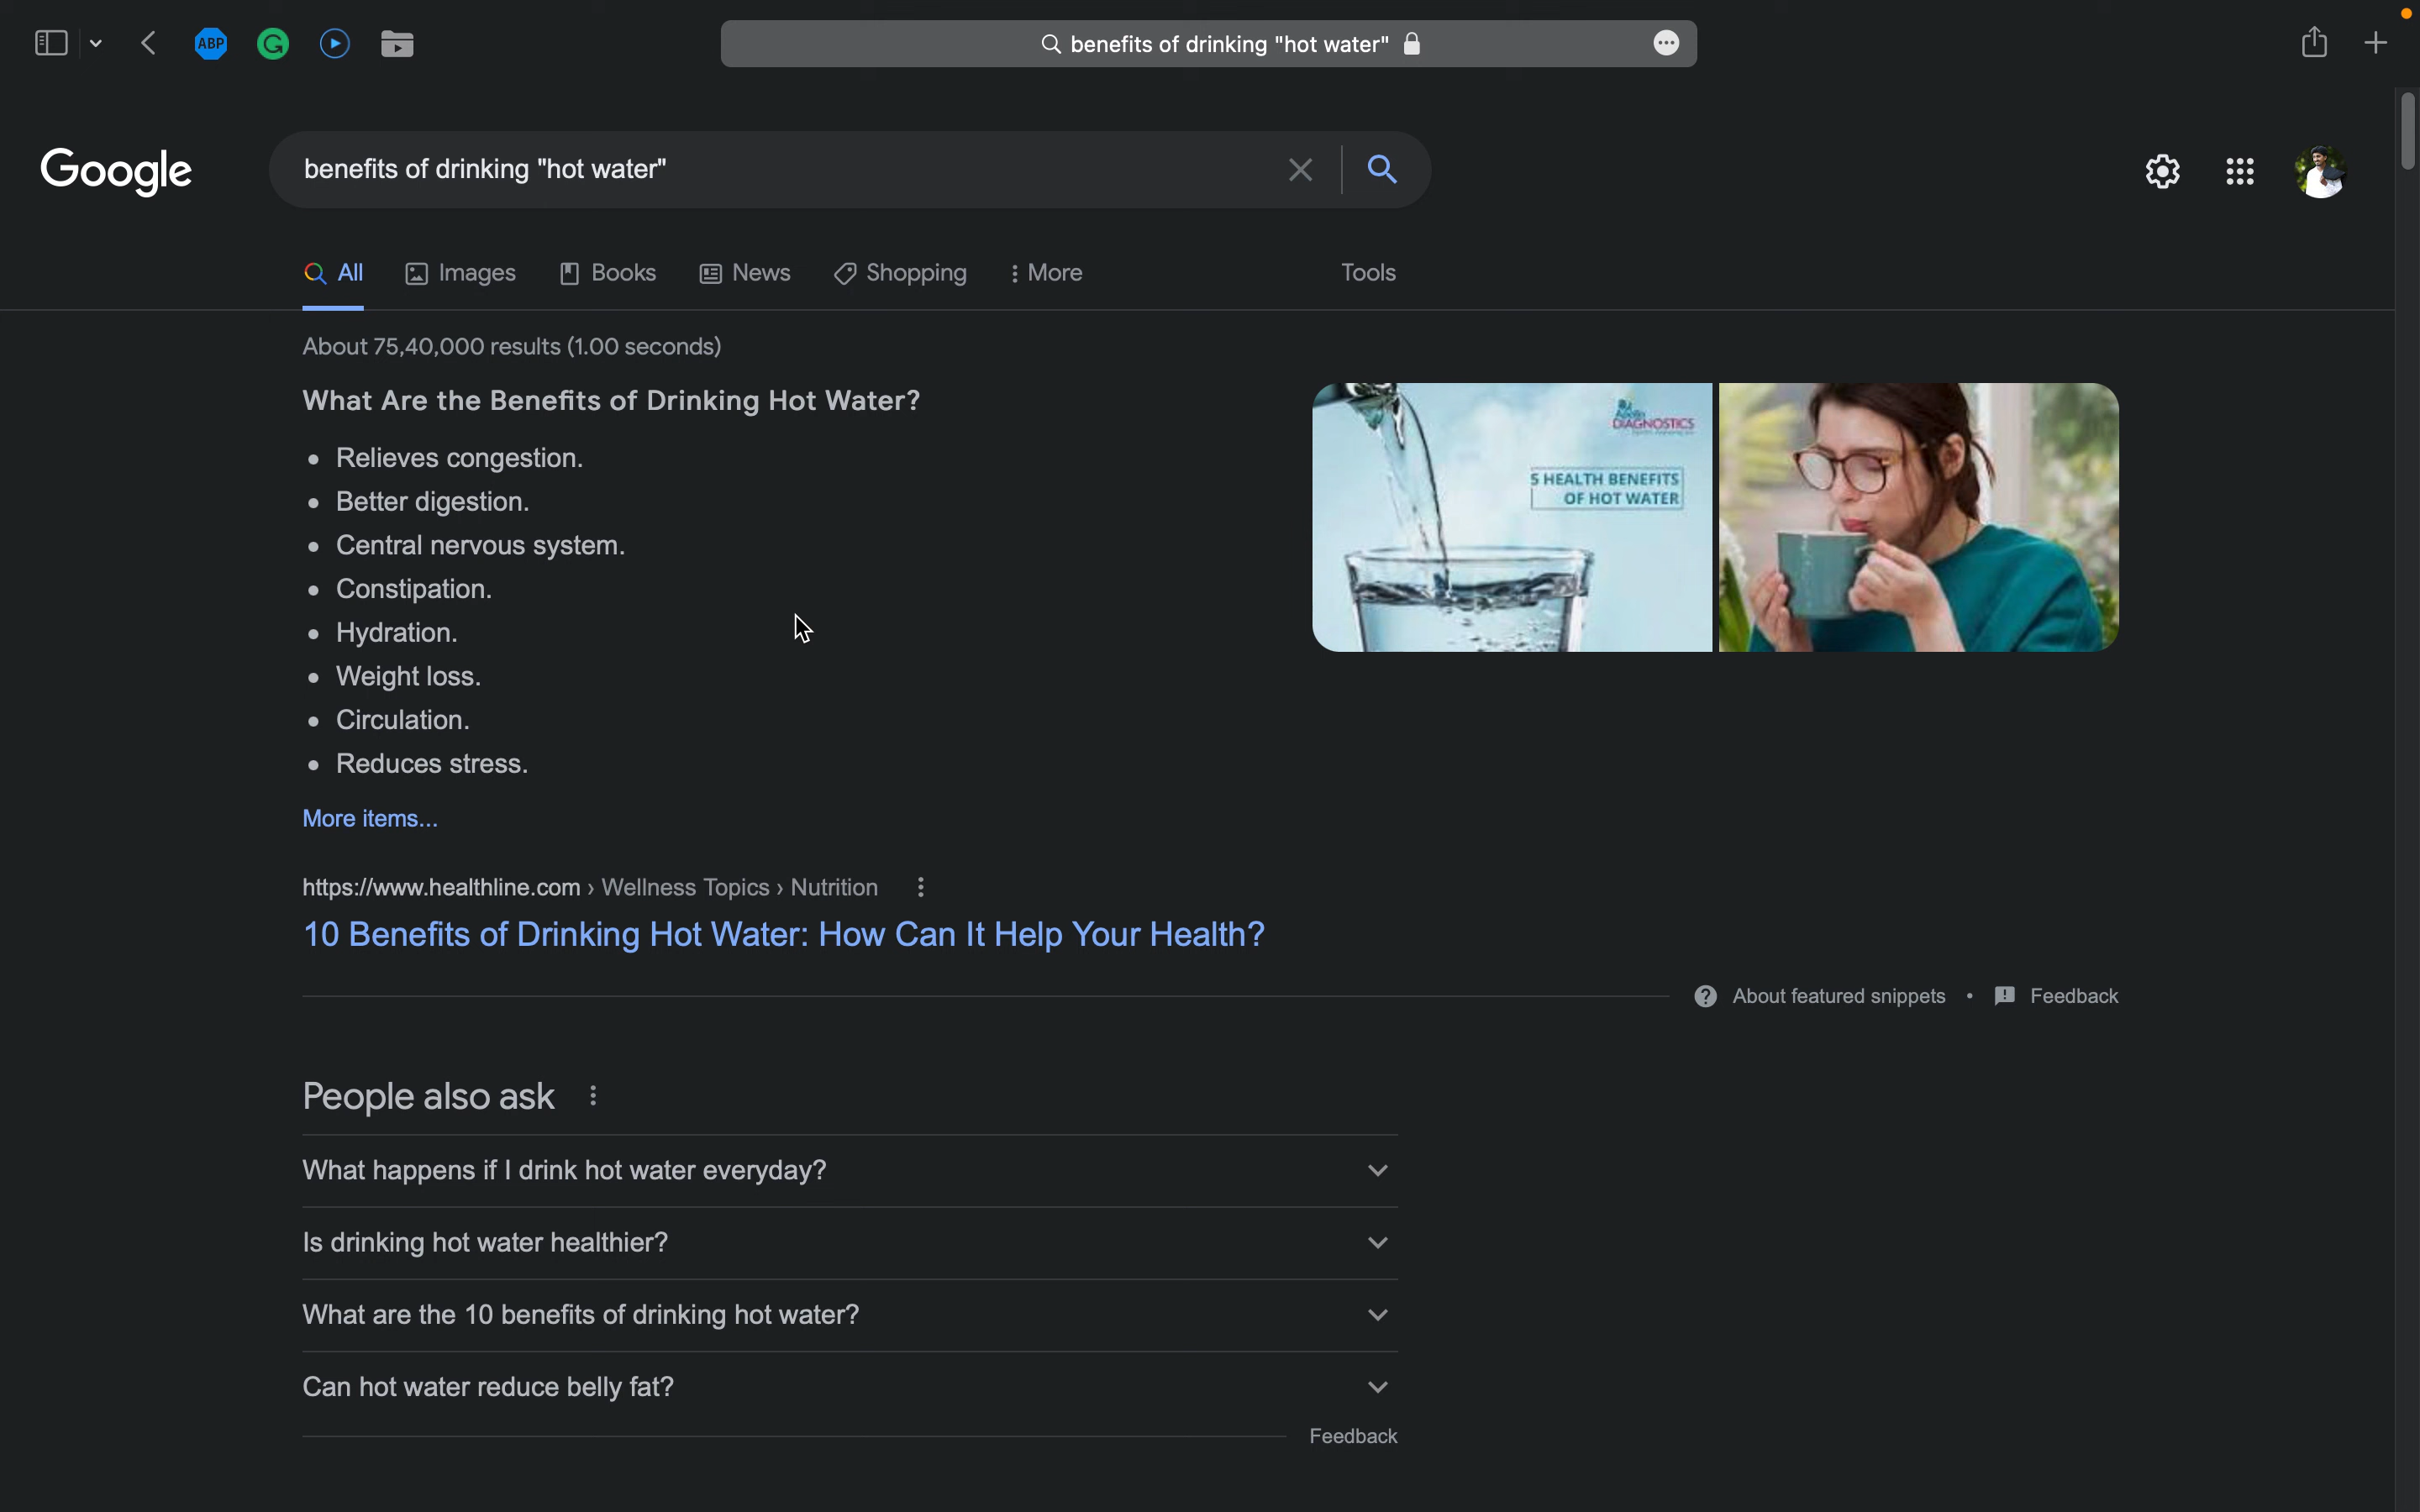 ABP
benefits of drinking "hot water"
Google
benefits of drinking "hot water"
All
Images
Books
News
Shopping
More
Tools
About 75,40,000 results (1.00 seconds)
What Are the Benefits of Drinking Hot Water?
Relieves congestion.
Better digestion.
Central nervous system.
Constipation.
Hydration.
Weight loss.
Circulation.
Reduces stress.
DIAGNOSTICS
5 HEALTH BENEFITS
OF HOT WATER
More items...
https://www.healthline.com › Wellness Topics › Nutrition
10 Benefits of Drinking Hot Water: How Can It Help Your Health?
About featured snippets • Feedback
People also ask
What happens if I drink hot water everyday?
Is drinking hot water healthier?
What are the 10 benefits of drinking hot water?
Can hot water reduce belly fat?
Feedback